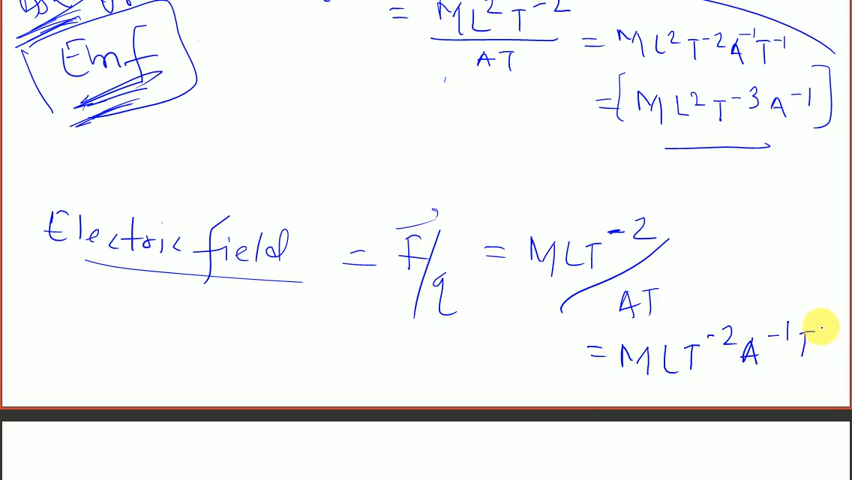 = ML²T⁻² / AT = ML²T⁻²A⁻¹T⁻¹
Emf
= [ML²T⁻³A⁻¹]
Electric field = F⃗/q = MLT⁻² / AT
= MLT⁻²A⁻¹T